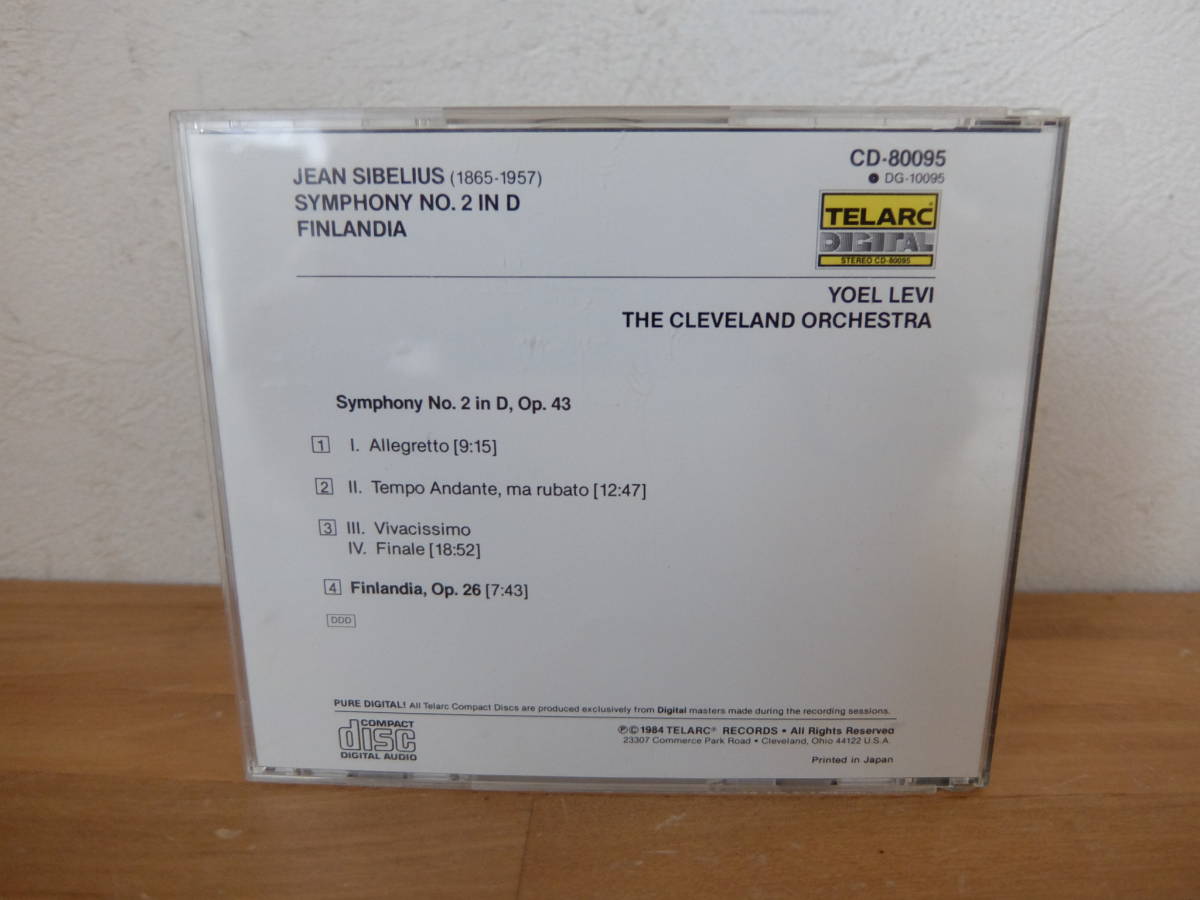 JEAN SIBELIUS (1865-1957)
SYMPHONY NO. 2 IN D
FINLANDIA
CD-80095
● DG-10095
TELARC®
DIGITAL
STEREO CD-80095
YOEL LEVI
THE CLEVELAND ORCHESTRA
Symphony No. 2 in D, Op. 43
1 I. Allegretto [9:15]
2 II. Tempo Andante, ma rubato [12:47]
3 III. Vivacissimo
IV. Finale [18:52]
4 Finlandia, Op. 26 [7:43]
DDD
PURE DIGITAL! All Telarc Compact Discs are produced exclusively from Digital masters made during the recording sessions.
COMPACT
disc
DIGITAL AUDIO
℗©1984 TELARC® RECORDS • All Rights Reserved
23307 Commerce Park Road • Cleveland, Ohio 44122 U.S.A.
Printed in Japan